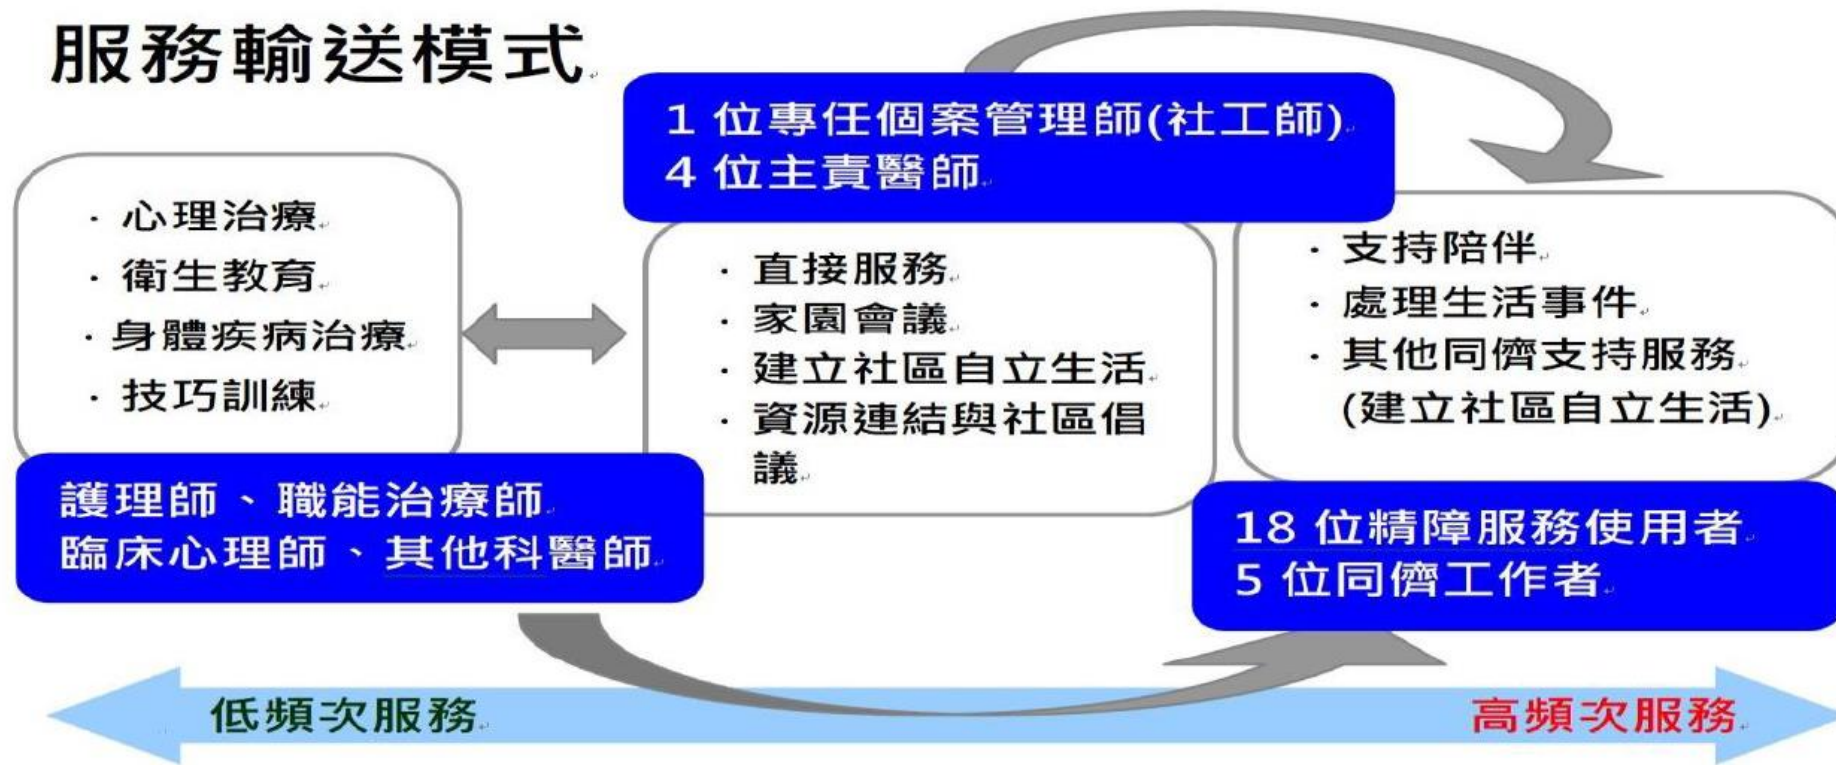 服務輸送模式
1 位專任個案管理師(社工師)
4 位主責醫師
· 心理治療
· 衛生教育
· 身體疾病治療
· 技巧訓練
護理師、職能治療師
臨床心理師、其他科醫師
· 直接服務
· 家園會議
· 建立社區自立生活
· 資源連結與社區倡
議
· 支持陪伴
· 處理生活事件
· 其他同儕支持服務
(建立社區自立生活)
18 位精障服務使用者
5 位同儕工作者
低頻次服務
高頻次服務